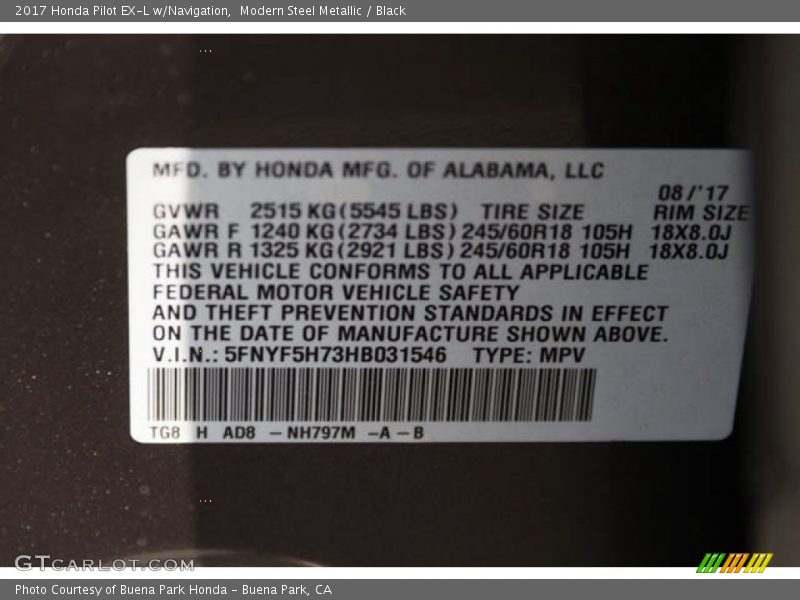 2017 Honda Pilot EX-L w/Navigation,  Modern Steel Metallic / Black
MFD. BY HONDA MFG. OF ALABAMA, LLC
08/'17
GVWR 2515 KG (5545 LBS) TIRE SIZE RIM SIZE
GAWR F 1240 KG (2734 LBS) 245/60R18 105H 18X8.0J
GAWR R 1325 KG (2921 LBS) 245/60R18 105H 18X8.0J
THIS VEHICLE CONFORMS TO ALL APPLICABLE
FEDERAL MOTOR VEHICLE SAFETY
AND THEFT PREVENTION STANDARDS IN EFFECT
ON THE DATE OF MANUFACTURE SHOWN ABOVE.
V.I.N.: 5FNYF5H73HB031546 TYPE: MPV
TG8 H AD8 - NH797M -A - B
GTCARLOT.COM
Photo Courtesy of Buena Park Honda - Buena Park, CA